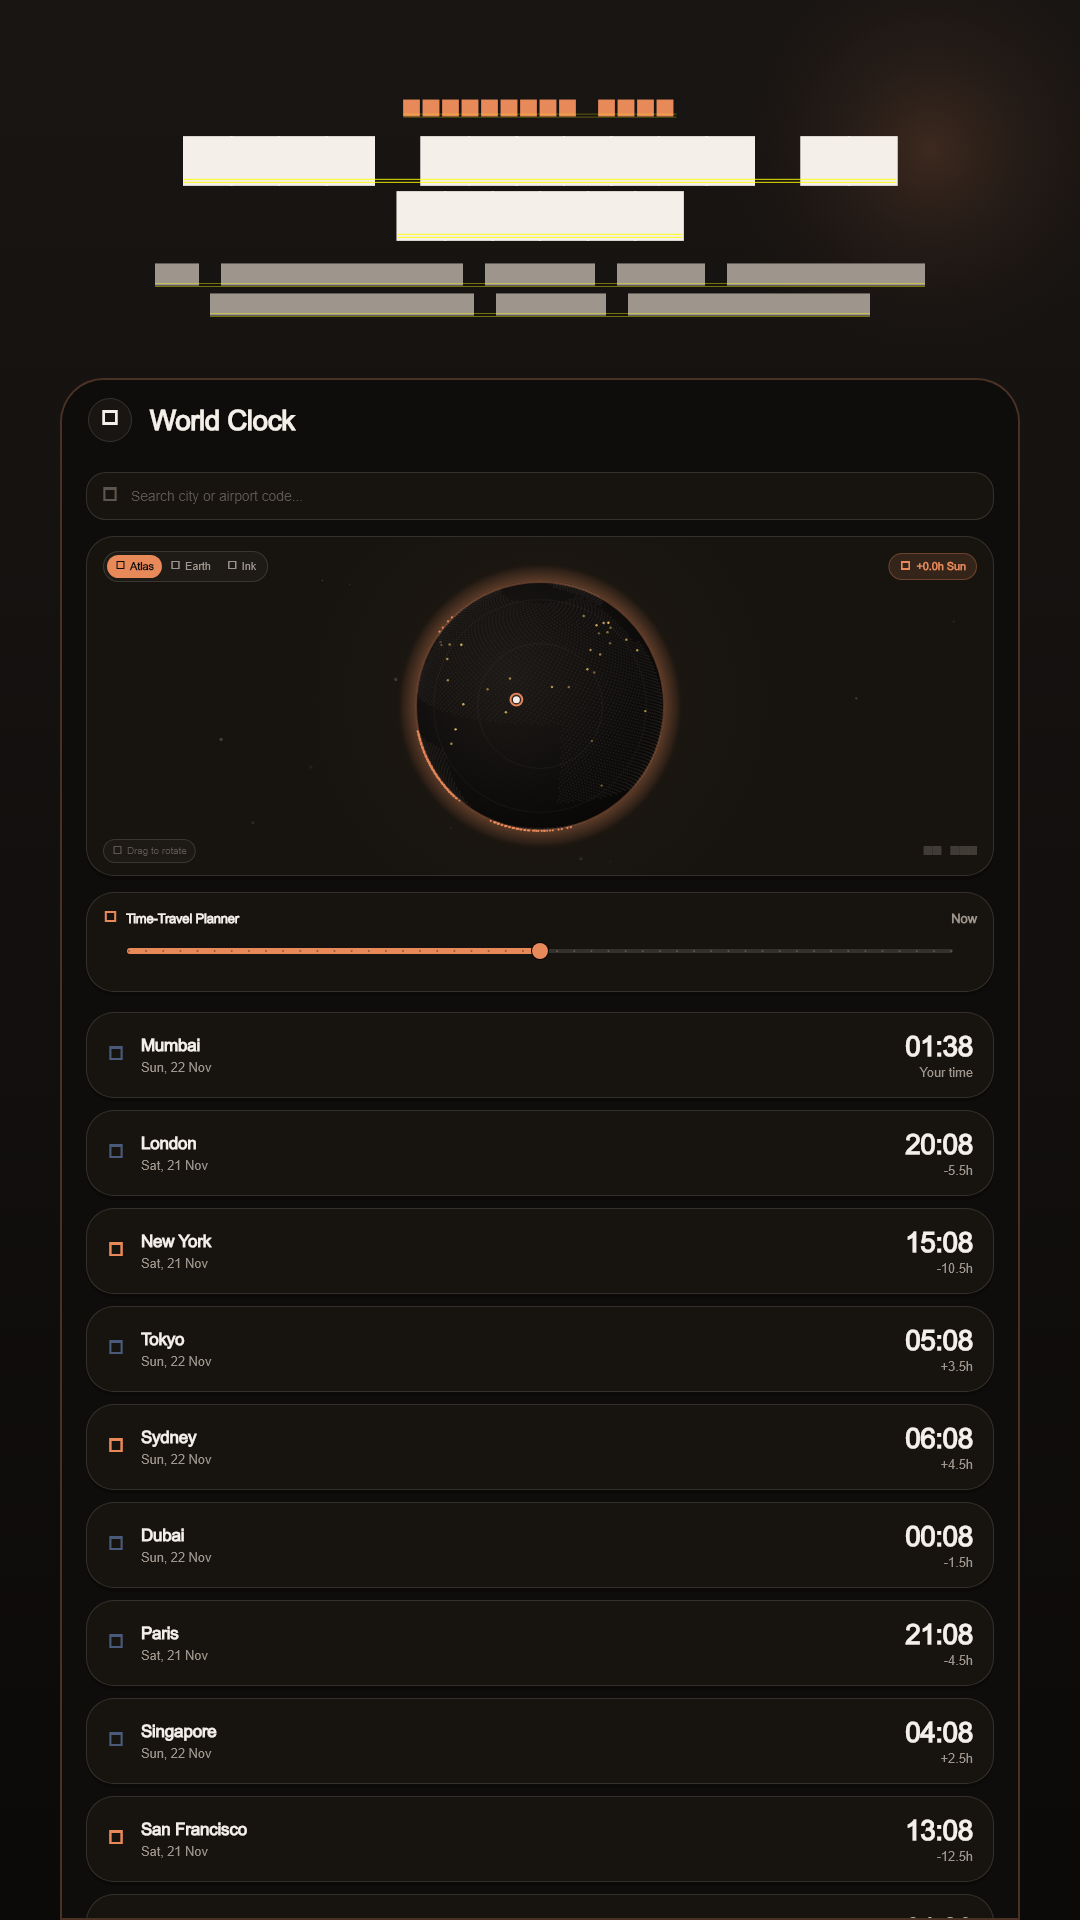 World Clock
Search city or airport code...
Atlas
Earth
Ink
+0.0h Sun
Drag to rotate
Time-Travel Planner
Now
Mumbai
01:38
Sun, 22 Nov
Your time
London
20:08
Sat, 21 Nov
-5.5h
New York
15:08
Sat, 21 Nov
-10.5h
Tokyo
05:08
Sun, 22 Nov
+3.5h
Sydney
06:08
Sun, 22 Nov
+4.5h
Dubai
00:08
Sun, 22 Nov
-1.5h
Paris
21:08
Sat, 21 Nov
-4.5h
Singapore
04:08
Sun, 22 Nov
+2.5h
San Francisco
13:08
Sat, 21 Nov
-12.5h